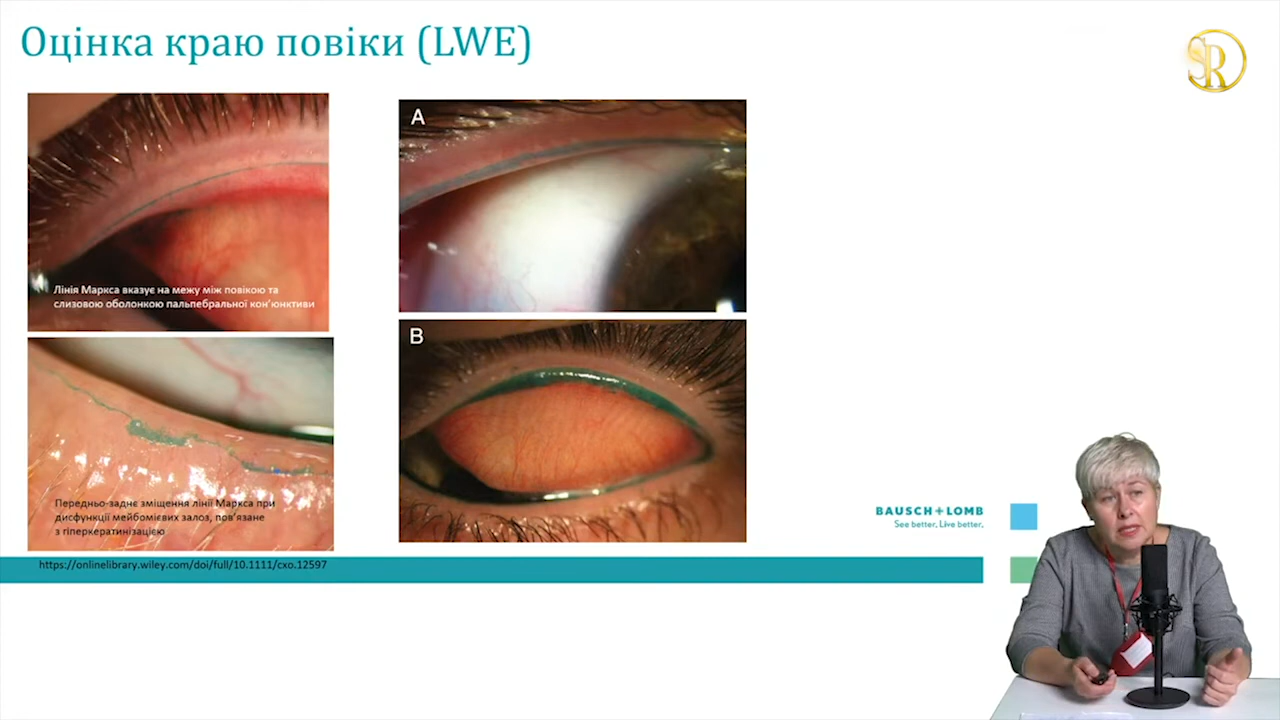 Оцінка краю повіки (LWE)
SR
Лінія Маркса вказує на межу між повікою та
слизовою оболонкою пальпебральної кон'юнктиви
A
B
Передньо-заднє зміщення лінії Маркса при
дисфункції мейбомієвих залоз, пов'язане
з гіперкератинізацією
BAUSCH+LOMB
See better. Live better.
https://onlinelibrary.wiley.com/doi/full/10.1111/cxo.12597